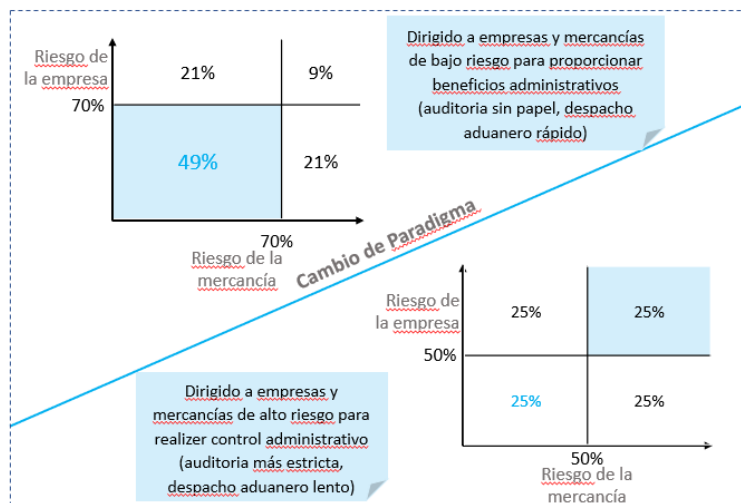 Riesgo de
la empresa
70%
21%
9%
49%
21%
70%
Riesgo de la
mercancía
Dirigido a empresas y mercancías
de bajo riesgo para proporcionar
beneficios administrativos
(auditoria sin papel, despacho
aduanero rápido)
Cambio de Paradigma
Riesgo de
la empresa
50%
25%
25%
25%
25%
50%
Riesgo de la
mercancía
Dirigido a empresas y
mercancías de alto riesgo para
realizer control administrativo
(auditoria más estricta,
despacho aduanero lento)